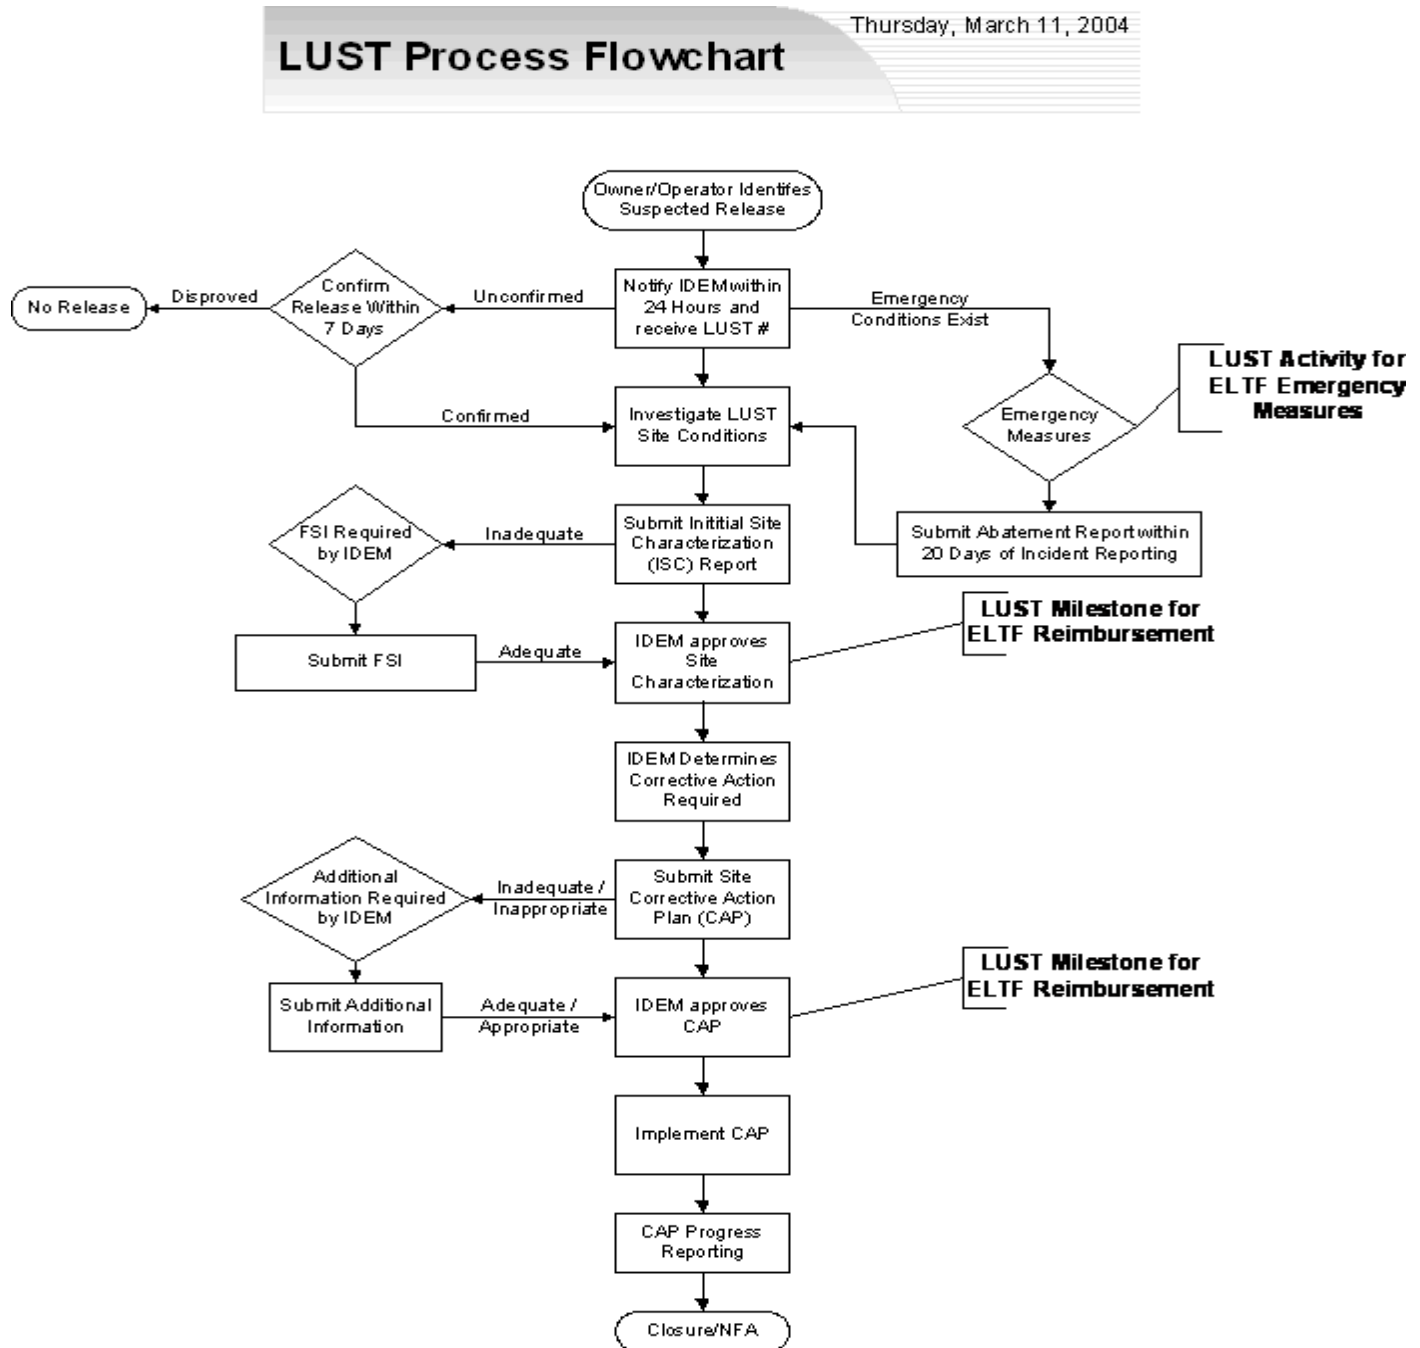 Thursday, March 11, 2004
LUST Process Flowchart
Owner/Operator Identifes
Suspected Release
Confirm
Release Within
7 Days
Disproved
No Release
Unconfirmed
Notify IDEM within
24 Hours and
receive LUST #
Emergency
Conditions Exist
LUST Activity for
ELTF Emergency
Measures
Emergency
Measures
Confirmed
Investigate LUST
Site Conditions
FSI Required
by IDEM
Inadequate
Submit Initital Site
Characterization
(ISC) Report
Submit Abatement Report within
20 Days of Incident Reporting
LUST Milestone for
ELTF Reimbursement
Submit FSI
Adequate
IDEM approves
Site
Characterization
IDEM Determines
Corrective Action
Required
Additional
Information Required
by IDEM
Inadequate /
Inappropriate
Submit Site
Corrective Action
Plan (CAP)
LUST Milestone for
ELTF Reimbursement
Submit Additional
Information
Adequate /
Appropriate
IDEM approves
CAP
Implement CAP
CAP Progress
Reporting
Closure/NFA